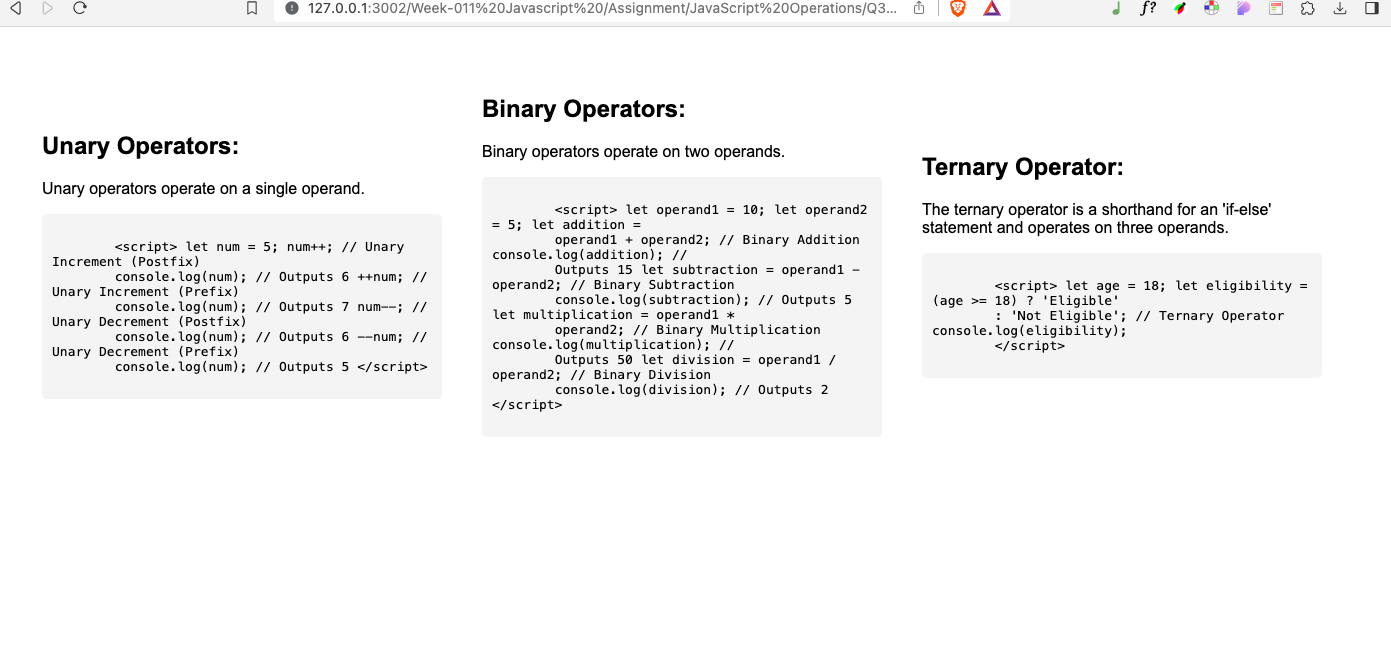 127.0.0.1:3002/Week-011%20Javascript%20/Assignment/JavaScript%20Operations/Q3...
f?
Unary Operators:
Unary operators operate on a single operand.
<script> let num = 5; num++; // Unary
Increment (Postfix)
console.log(num); // Outputs 6 ++num; //
Unary Increment (Prefix)
console.log(num); // Outputs 7 num--; //
Unary Decrement (Postfix)
console.log(num); // Outputs 6 --num; //
Unary Decrement (Prefix)
console.log(num); // Outputs 5 </script>
Binary Operators:
Binary operators operate on two operands.
<script> let operand1 = 10; let operand2
= 5; let addition =
operand1 + operand2; // Binary Addition
console.log(addition); //
Outputs 15 let subtraction = operand1 -
operand2; // Binary Subtraction
console.log(subtraction); // Outputs 5
let multiplication = operand1 *
operand2; // Binary Multiplication
console.log(multiplication); //
Outputs 50 let division = operand1 /
operand2; // Binary Division
console.log(division); // Outputs 2
</script>
Ternary Operator:
The ternary operator is a shorthand for an 'if-else'
statement and operates on three operands.
<script> let age = 18; let eligibility =
(age >= 18) ? 'Eligible'
: 'Not Eligible'; // Ternary Operator
console.log(eligibility);
</script>